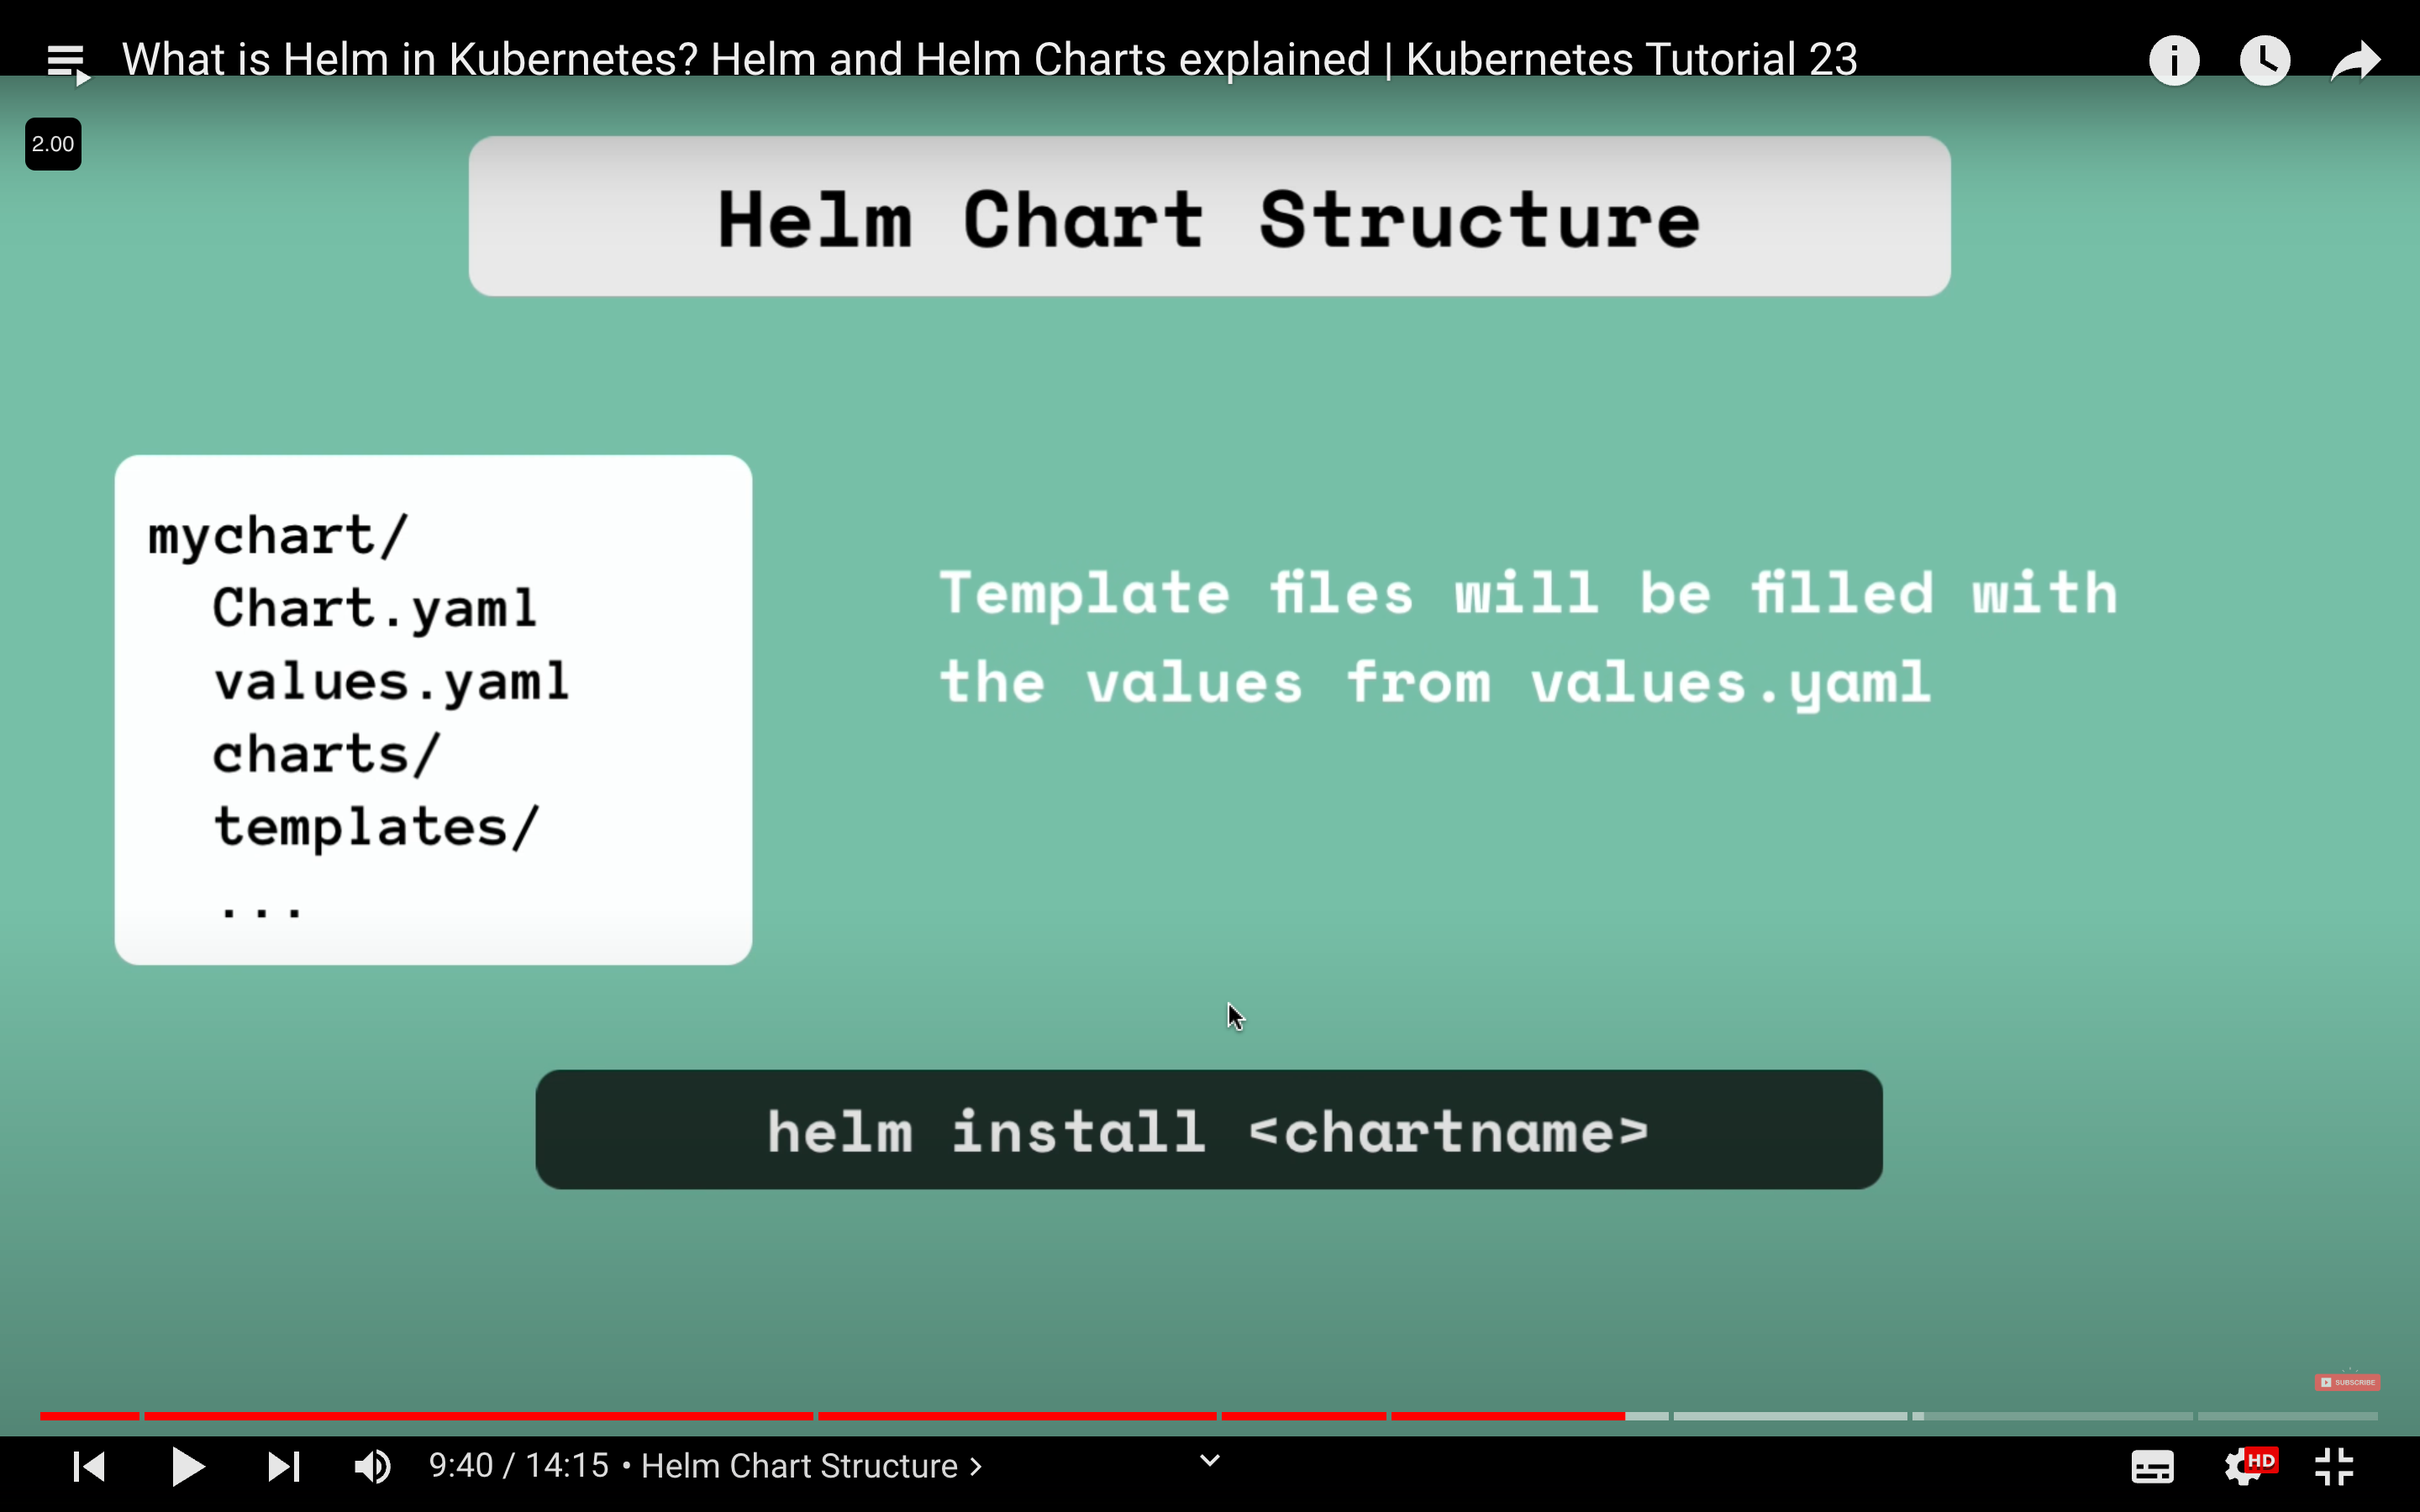 What is Helm in Kubernetes? Helm and Helm Charts explained | Kubernetes Tutorial 23
2.00
Helm Chart Structure
mychart/
Chart.yaml
values.yaml
charts/
templates/
...
Template files will be filled with
the values from values.yaml
helm install <chartname>
SUBSCRIBE
9:40 / 14:15 • Helm Chart Structure >
HD